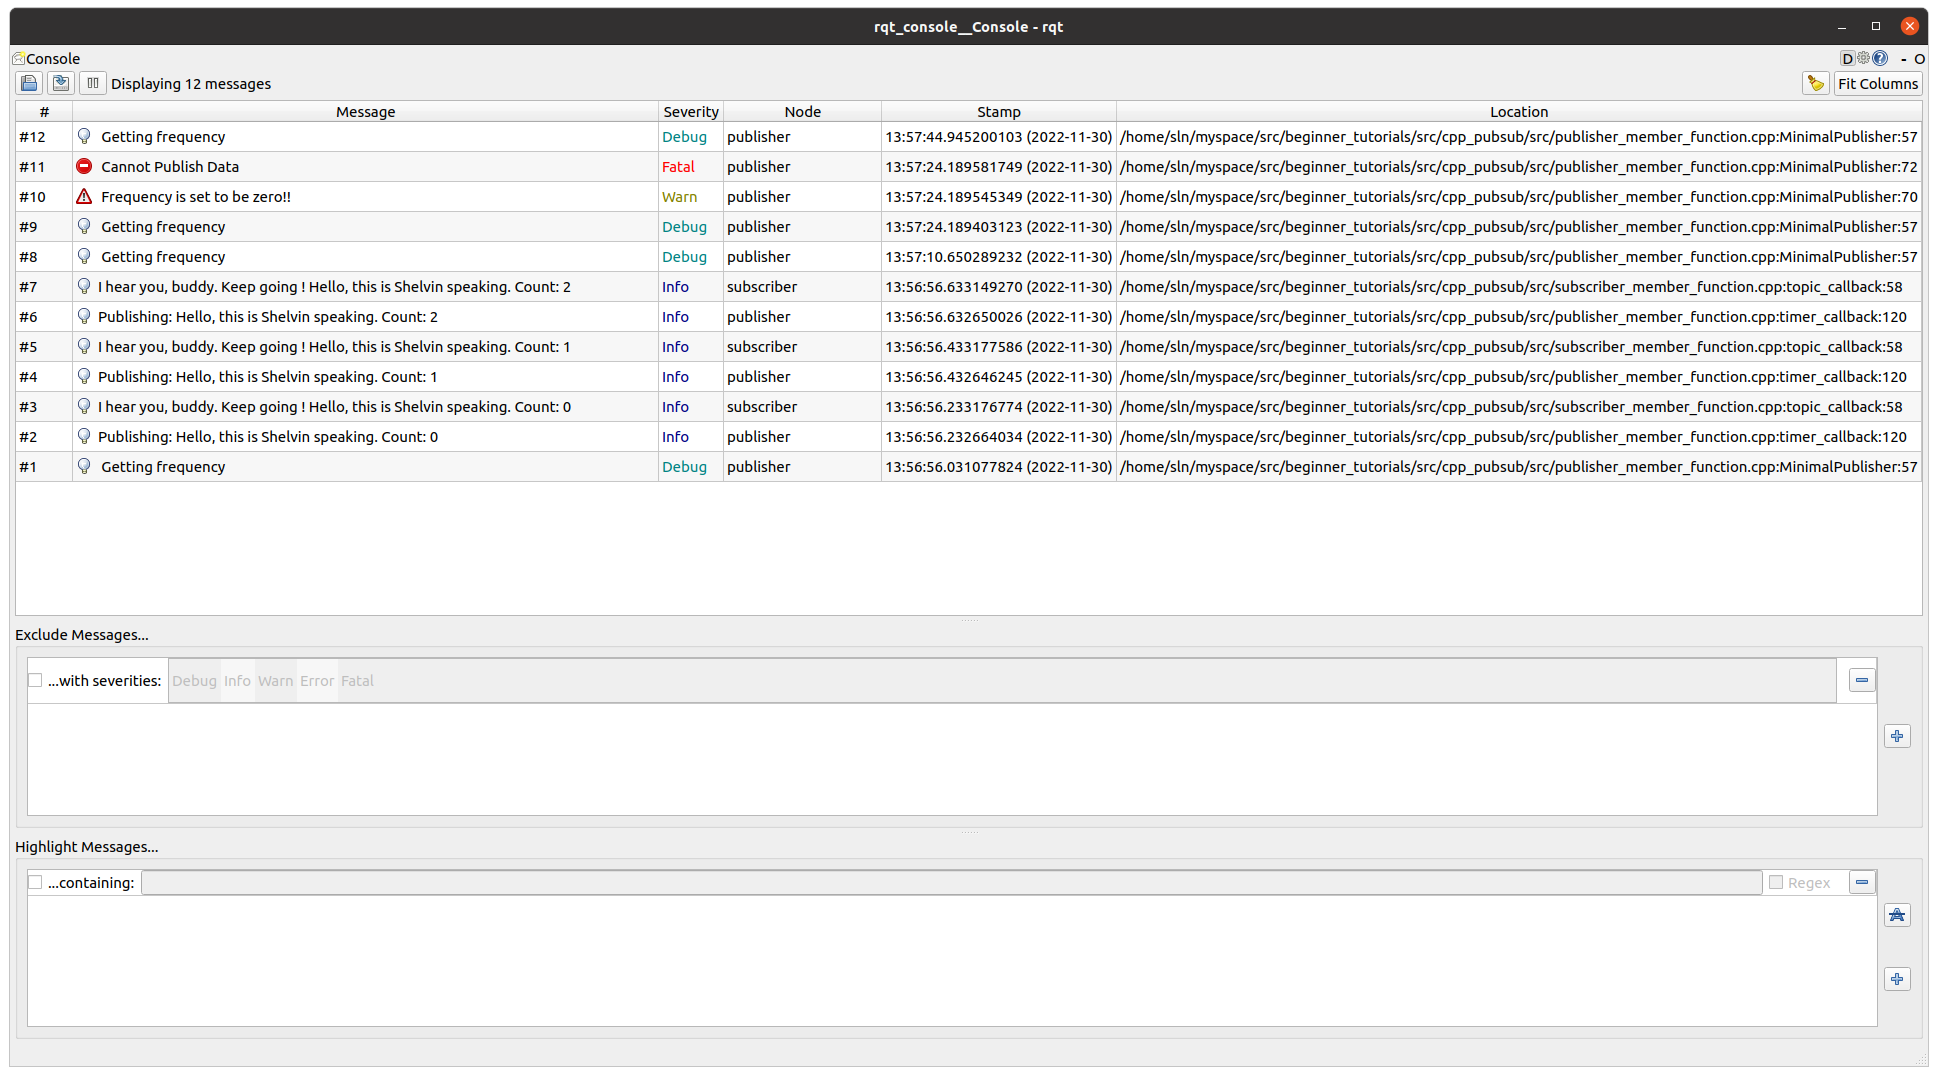 rqt_console__Console - rqt
Console D - O
Displaying 12 messages Fit Columns
# Message Severity Node Stamp Location
#12 Getting frequency Debug publisher 13:57:44.945200103 (2022-11-30) /home/sln/myspace/src/beginner_tutorials/src/cpp_pubsub/src/publisher_member_function.cpp:MinimalPublisher:57
#11 Cannot Publish Data Fatal publisher 13:57:24.189581749 (2022-11-30) /home/sln/myspace/src/beginner_tutorials/src/cpp_pubsub/src/publisher_member_function.cpp:MinimalPublisher:72
#10 Frequency is set to be zero!! Warn publisher 13:57:24.189545349 (2022-11-30) /home/sln/myspace/src/beginner_tutorials/src/cpp_pubsub/src/publisher_member_function.cpp:MinimalPublisher:70
#9 Getting frequency Debug publisher 13:57:24.189403123 (2022-11-30) /home/sln/myspace/src/beginner_tutorials/src/cpp_pubsub/src/publisher_member_function.cpp:MinimalPublisher:57
#8 Getting frequency Debug publisher 13:57:10.650289232 (2022-11-30) /home/sln/myspace/src/beginner_tutorials/src/cpp_pubsub/src/publisher_member_function.cpp:MinimalPublisher:57
#7 I hear you, buddy. Keep going ! Hello, this is Shelvin speaking. Count: 2 Info subscriber 13:56:56.633149270 (2022-11-30) /home/sln/myspace/src/beginner_tutorials/src/cpp_pubsub/src/subscriber_member_function.cpp:topic_callback:58
#6 Publishing: Hello, this is Shelvin speaking. Count: 2 Info publisher 13:56:56.632650026 (2022-11-30) /home/sln/myspace/src/beginner_tutorials/src/cpp_pubsub/src/publisher_member_function.cpp:timer_callback:120
#5 I hear you, buddy. Keep going ! Hello, this is Shelvin speaking. Count: 1 Info subscriber 13:56:56.433177586 (2022-11-30) /home/sln/myspace/src/beginner_tutorials/src/cpp_pubsub/src/subscriber_member_function.cpp:topic_callback:58
#4 Publishing: Hello, this is Shelvin speaking. Count: 1 Info publisher 13:56:56.432646245 (2022-11-30) /home/sln/myspace/src/beginner_tutorials/src/cpp_pubsub/src/publisher_member_function.cpp:timer_callback:120
#3 I hear you, buddy. Keep going ! Hello, this is Shelvin speaking. Count: 0 Info subscriber 13:56:56.233176774 (2022-11-30) /home/sln/myspace/src/beginner_tutorials/src/cpp_pubsub/src/subscriber_member_function.cpp:topic_callback:58
#2 Publishing: Hello, this is Shelvin speaking. Count: 0 Info publisher 13:56:56.232664034 (2022-11-30) /home/sln/myspace/src/beginner_tutorials/src/cpp_pubsub/src/publisher_member_function.cpp:timer_callback:120
#1 Getting frequency Debug publisher 13:56:56.031077824 (2022-11-30) /home/sln/myspace/src/beginner_tutorials/src/cpp_pubsub/src/publisher_member_function.cpp:MinimalPublisher:57
Exclude Messages...
...with severities: Debug Info Warn Error Fatal
Highlight Messages...
...containing: Regex